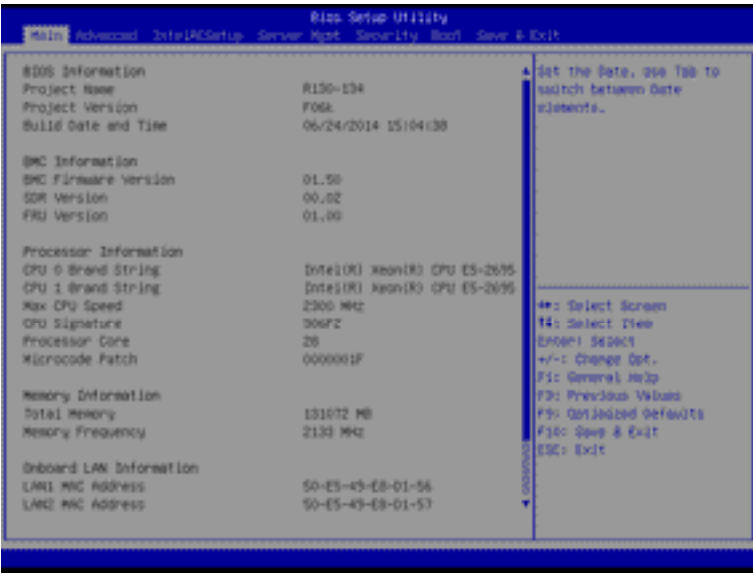 Bios Setup Utility
Main Advanced IntelRCSetup Server Mgmt Security Boot Save & Exit
BIOS Information
Project Name R130-134
Project Version F06k
Build Date and Time 06/24/2014 15:04:38
BMC Information
BMC Firmware Version 01.50
SDR Version 00.02
FRU Version 01.00
Processor Information
CPU 0 Brand String Intel(R) Xeon(R) CPU E5-2695
CPU 1 Brand String Intel(R) Xeon(R) CPU E5-2695
Max CPU Speed 2300 MHz
CPU Signature 306F2
Processor Core 28
Microcode Patch 0000001F
Memory Information
Total Memory 131072 MB
Memory Frequency 2133 MHz
Onboard LAN Information
LAN1 MAC Address 50-E5-49-E8-D1-56
LAN2 MAC Address 50-E5-49-E8-D1-57
Set the Date, use Tab to
switch between Date
elements.
↔: Select Screen
↑↓: Select Item
Enter: Select
+/-: Change Opt.
F1: General Help
F3: Previous Values
F9: Optimized Defaults
F10: Save & Exit
ESC: Exit